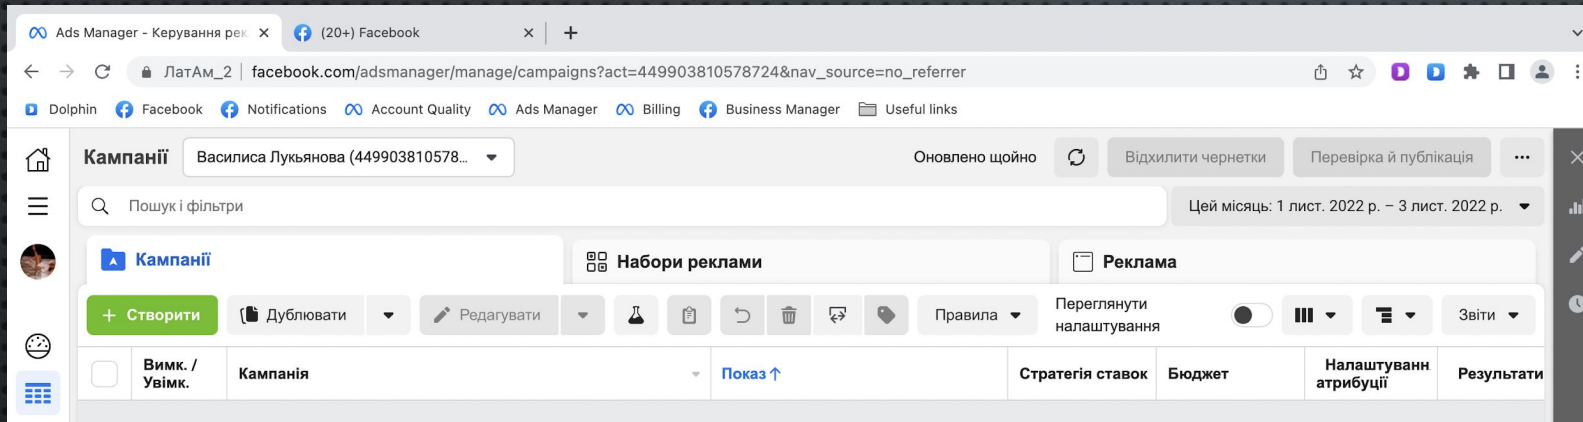 Ads Manager - Керування рек
(20+) Facebook
ЛатАм_2 | facebook.com/adsmanager/manage/campaigns?act=449903810578724&nav_source=no_referrer
Dolphin Facebook Notifications Account Quality Ads Manager Billing Business Manager Useful links
Кампанії Василиса Лукьянова (449903810578... Оновлено щойно Відхилити чернетки Перевірка й публікація
Пошук і фільтри Цей місяць: 1 лист. 2022 р. – 3 лист. 2022 р.
Кампанії Набори реклами Реклама
+ Створити Дублювати Редагувати Правила Переглянути налаштування Звіти
Вимк. / Увімк. Кампанія Показ ↑ Стратегія ставок Бюджет Налаштуванн атрибуції Результати